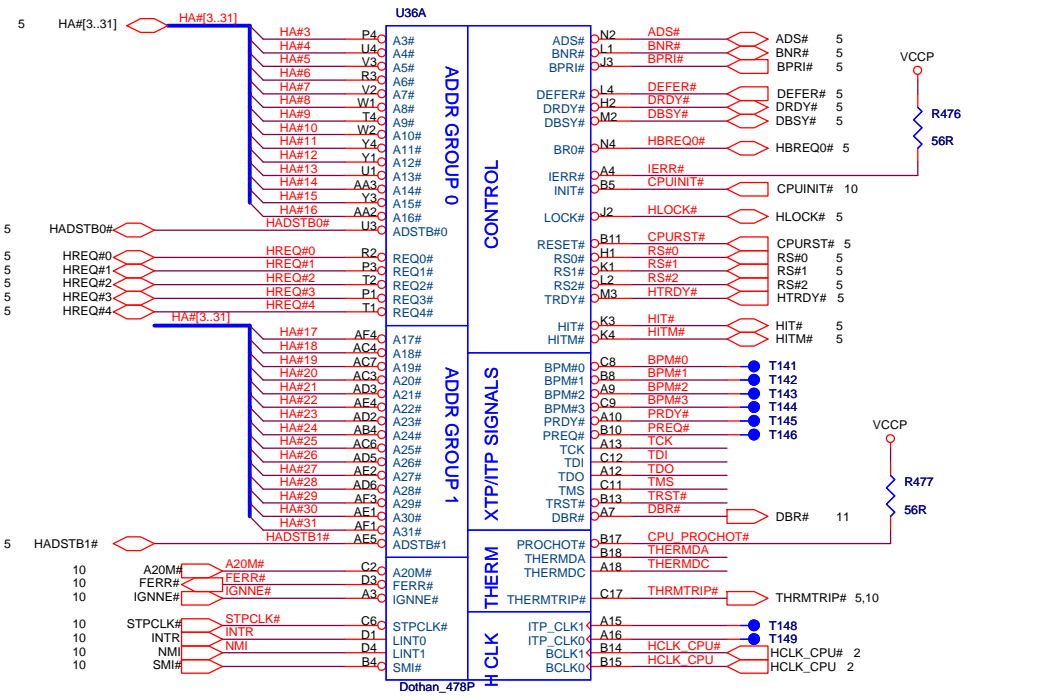 U36A
5 HA#[3..31] HA#[3..31]
HA#3 P4 A3#
HA#4 U4 A4#
HA#5 V3 A5#
HA#6 R3 A6#
HA#7 V2 A7#
HA#8 W1 A8#
HA#9 T4 A9#
HA#10 W2 A10#
HA#11 Y4 A11#
HA#12 Y1 A12#
HA#13 U1 A13#
HA#14 AA3 A14#
HA#15 Y3 A15#
HA#16 AA2 A16#
5 HADSTB0# HADSTB0# U3 ADSTB#0
5 HREQ#0 HREQ#0 R2 REQ0#
5 HREQ#1 HREQ#1 P3 REQ1#
5 HREQ#2 HREQ#2 T2 REQ2#
5 HREQ#3 HREQ#3 P1 REQ3#
5 HREQ#4 HREQ#4 T1 REQ4#
ADDR GROUP 0
HA#[3..31]
HA#17 AF4 A17#
HA#18 AC4 A18#
HA#19 AC7 A19#
HA#20 AC3 A20#
HA#21 AD3 A21#
HA#22 AE4 A22#
HA#23 AD2 A23#
HA#24 AB4 A24#
HA#25 AC6 A25#
HA#26 AD5 A26#
HA#27 AE2 A27#
HA#28 AD6 A28#
HA#29 AF3 A29#
HA#30 AE1 A30#
HA#31 AF1 A31#
5 HADSTB1# HADSTB1# AE5 ADSTB#1
ADDR GROUP 1
10 A20M# A20M# C2 A20M#
10 FERR# FERR# D3 FERR#
10 IGNNE# IGNNE# A3 IGNNE#
10 STPCLK# STPCLK# C6 STPCLK#
10 INTR INTR D1 LINT0
10 NMI NMI D4 LINT1
10 SMI# B4 SMI#
CONTROL
ADS# N2 ADS# ADS# 5
BNR# L1 BNR# BNR# 5
BPRI# J3 BPRI# BPRI# 5
DEFER# L4 DEFER# DEFER# 5
DRDY# H2 DRDY# DRDY# 5
DBSY# M2 DBSY# DBSY# 5
BR0# N4 HBREQ0# HBREQ0# 5
IERR# A4 IERR#
INIT# B5 CPUINIT# CPUINIT# 10
LOCK# J2 HLOCK# HLOCK# 5
RESET# B11 CPURST# CPURST# 5
RS0# H1 RS#0 RS#0 5
RS1# K1 RS#1 RS#1 5
RS2# L2 RS#2 RS#2 5
TRDY# M3 HTRDY# HTRDY# 5
HIT# K3 HIT# HIT# 5
HITM# K4 HITM# HITM# 5
VCCP
R476
56R
XTP/ITP SIGNALS
BPM#0 C8 BPM#0 T141
BPM#1 B8 BPM#1 T142
BPM#2 A9 BPM#2 T143
BPM#3 C9 BPM#3 T144
PRDY# A10 PRDY# T145
PREQ# B10 PREQ# T146
TCK A13 TCK
TDI C12 TDI
TDO A12 TDO
TMS C11 TMS
TRST# B13 TRST#
DBR# A7 DBR# DBR# 11
VCCP
R477
56R
THERM
PROCHOT# B17 CPU_PROCHOT#
THERMDA B18 THERMDA
THERMDC A18 THERMDC
THERMTRIP# C17 THRMTRIP# THRMTRIP# 5,10
H CLK
ITP_CLK1 A15 T148
ITP_CLK0 A16 T149
BCLK1 B14 HCLK_CPU# HCLK_CPU# 2
BCLK0 B15 HCLK_CPU HCLK_CPU 2
Dothan_478P